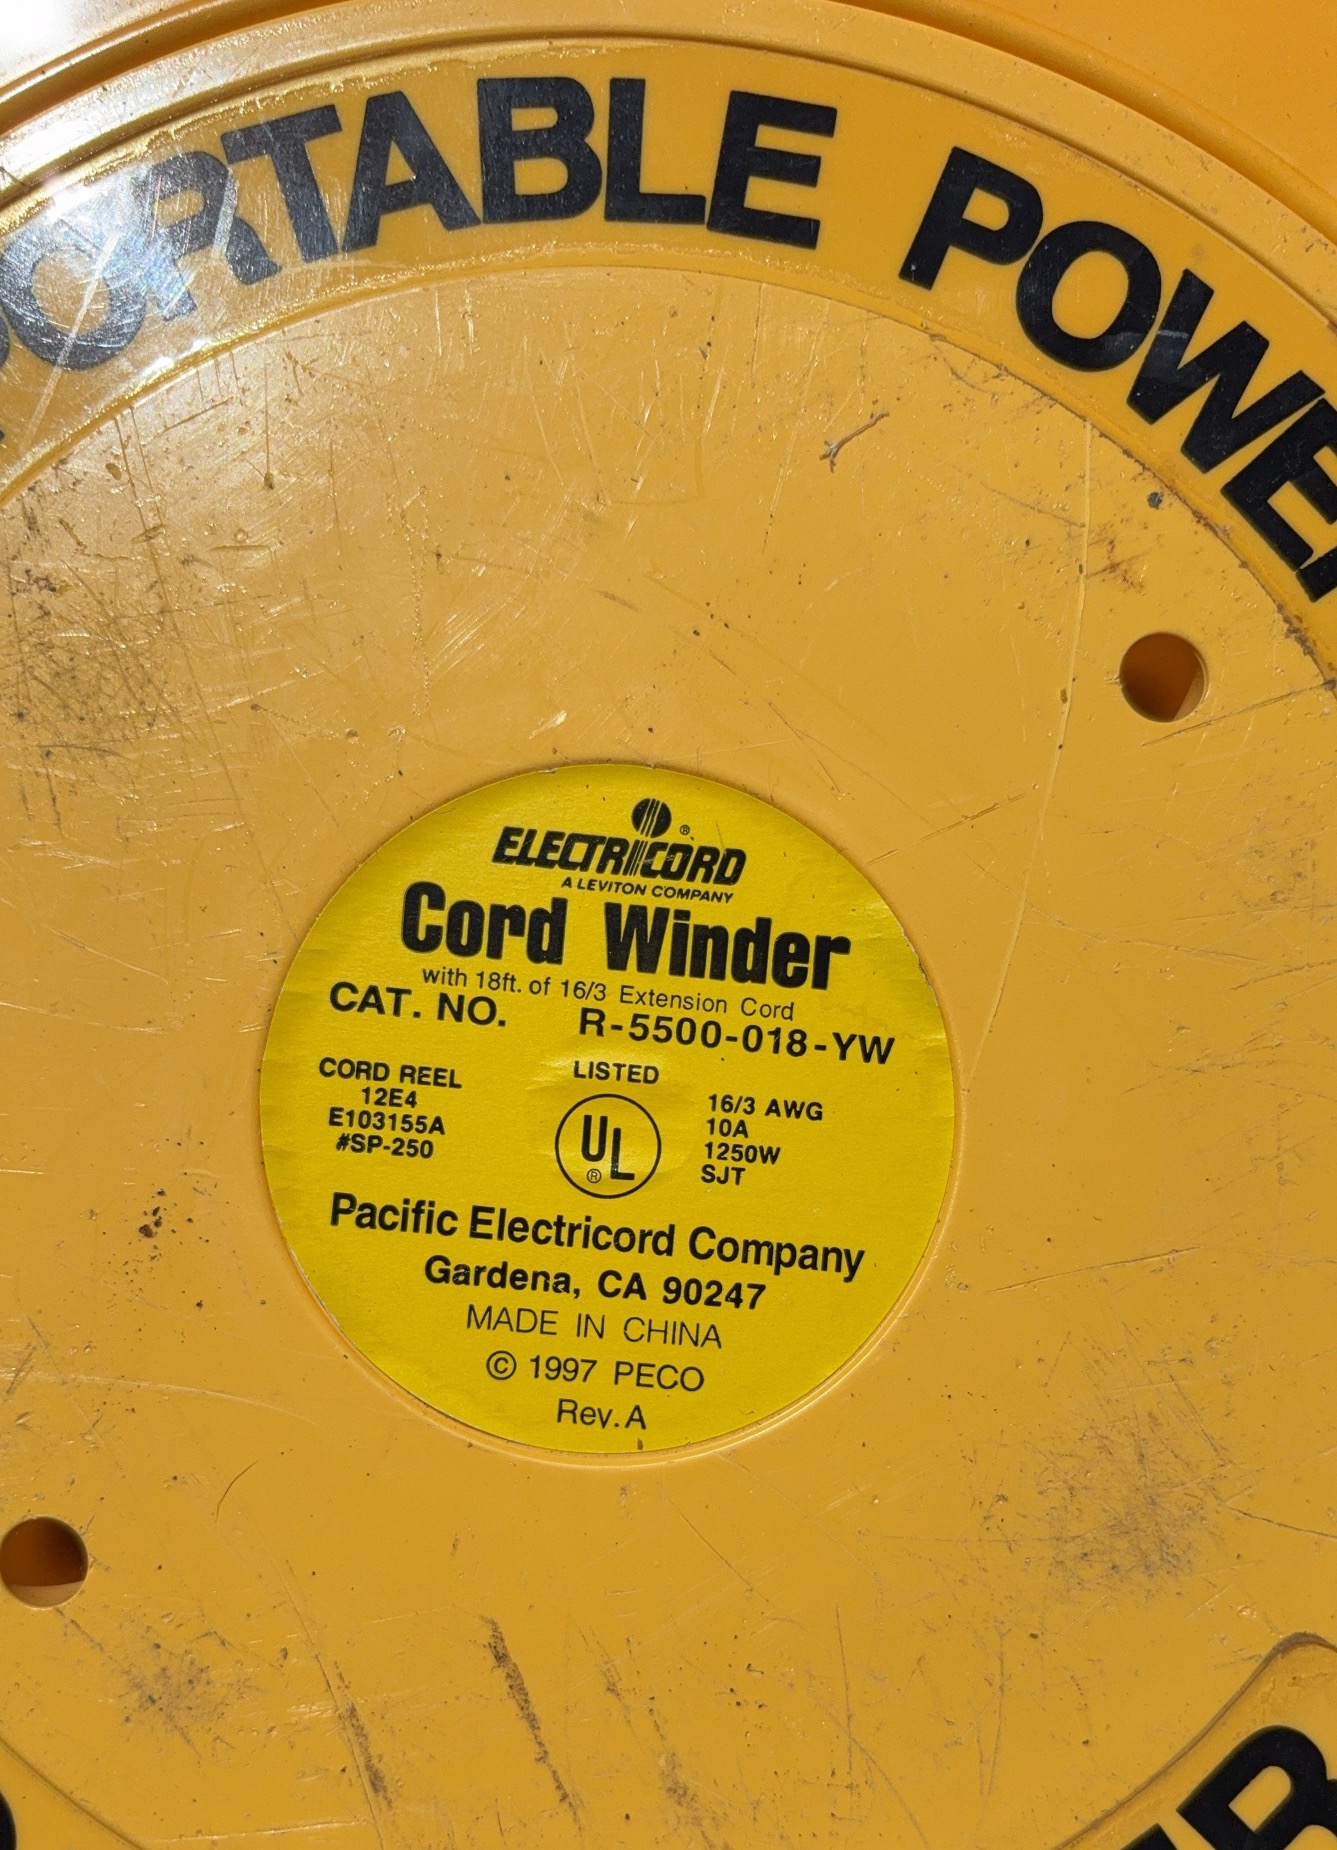 PORTABLE POWER
ELECTRICORD ®
A LEVITON COMPANY
Cord Winder
with 18ft. of 16/3 Extension Cord
CAT. NO. R-5500-018-YW
CORD REEL
12E4
E103155A
#SP-250
LISTED
UL ®
16/3 AWG
10A
1250W
SJT
Pacific Electricord Company
Gardena, CA 90247
MADE IN CHINA
© 1997 PECO
Rev. A